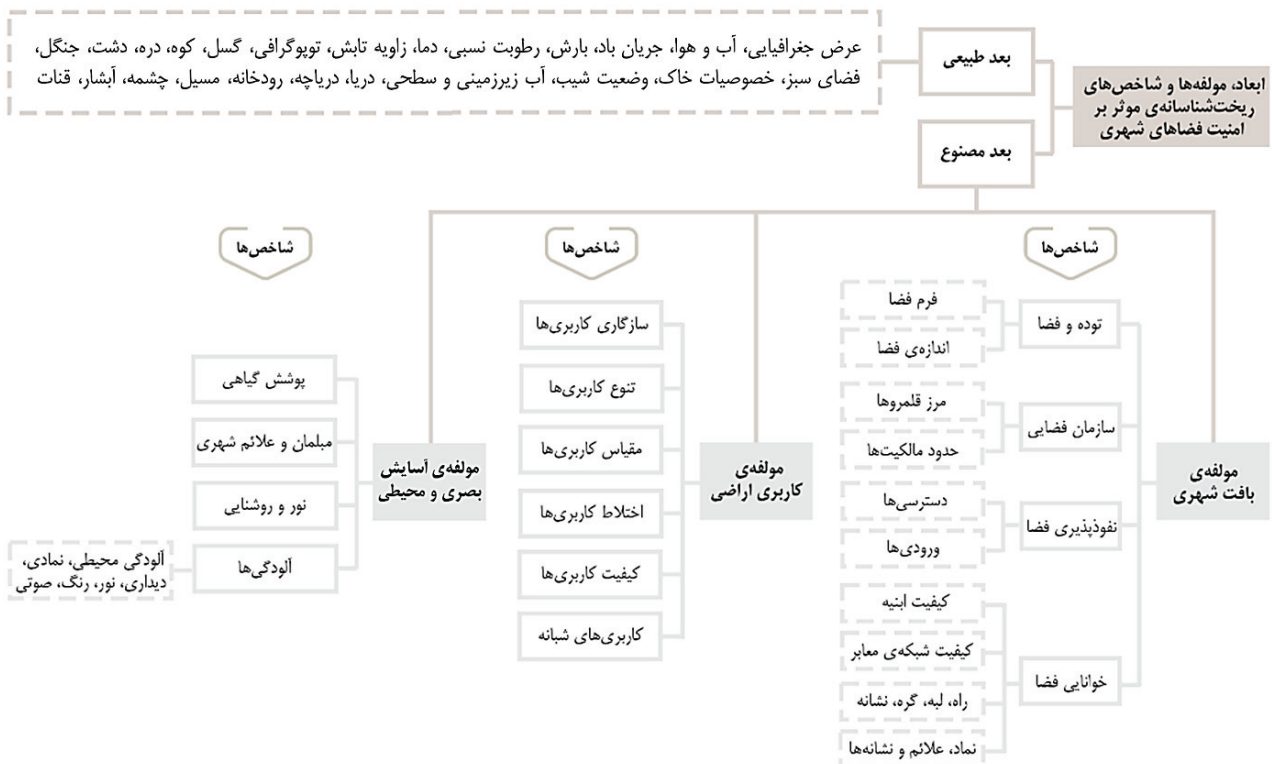 ابعاد، مولفه‌ها و شاخص‌های
ریخت‌شناسانه‌ی موثر بر
امنیت فضاهای شهری
بعد طبیعی
عرض جغرافیایی، آب و هوا، جریان باد، بارش، رطوبت نسبی، دما، زاویه تابش، توپوگرافی، گسل، کوه، دره، دشت، جنگل،
فضای سبز، خصوصیات خاک، وضعیت شیب، آب زیرزمینی و سطحی، دریا، دریاچه، رودخانه، مسیل، چشمه، آبشار، قنات
بعد مصنوع
مولفه‌ی
بافت شهری
شاخص‌ها
توده و فضا
فرم فضا
اندازه‌ی فضا
سازمان فضایی
مرز قلمروها
حدود مالکیت‌ها
نفوذپذیری فضا
دسترسی‌ها
ورودی‌ها
خوانایی فضا
کیفیت ابنیه
کیفیت شبکه‌ی معابر
راه، لبه، گره، نشانه
نماد، علائم و نشانه‌ها
مولفه‌ی
کاربری اراضی
شاخص‌ها
سازگاری کاربری‌ها
تنوع کاربری‌ها
مقیاس کاربری‌ها
اختلاط کاربری‌ها
کیفیت کاربری‌ها
کاربری‌های شبانه
مولفه‌ی آسایش
بصری و محیطی
شاخص‌ها
پوشش گیاهی
مبلمان و علائم شهری
نور و روشنایی
آلودگی‌ها
آلودگی محیطی، نمادی،
دیداری، نور، رنگ، صوتی